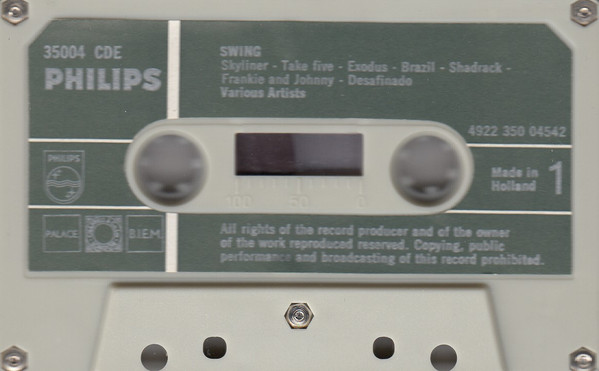 35004 CDE
PHILIPS
SWING
Skyliner - Take five - Exodus - Brazil - Shadrack -
Frankie and Johnny - Desafinado
Various Artists
4922 350 04542
PHILIPS
Made in
Holland
1
100 50 0
PALACE
B.I.E.M.
All rights of the record producer and of the owner
of the work reproduced reserved. Copying, public
performance and broadcasting of this record prohibited.